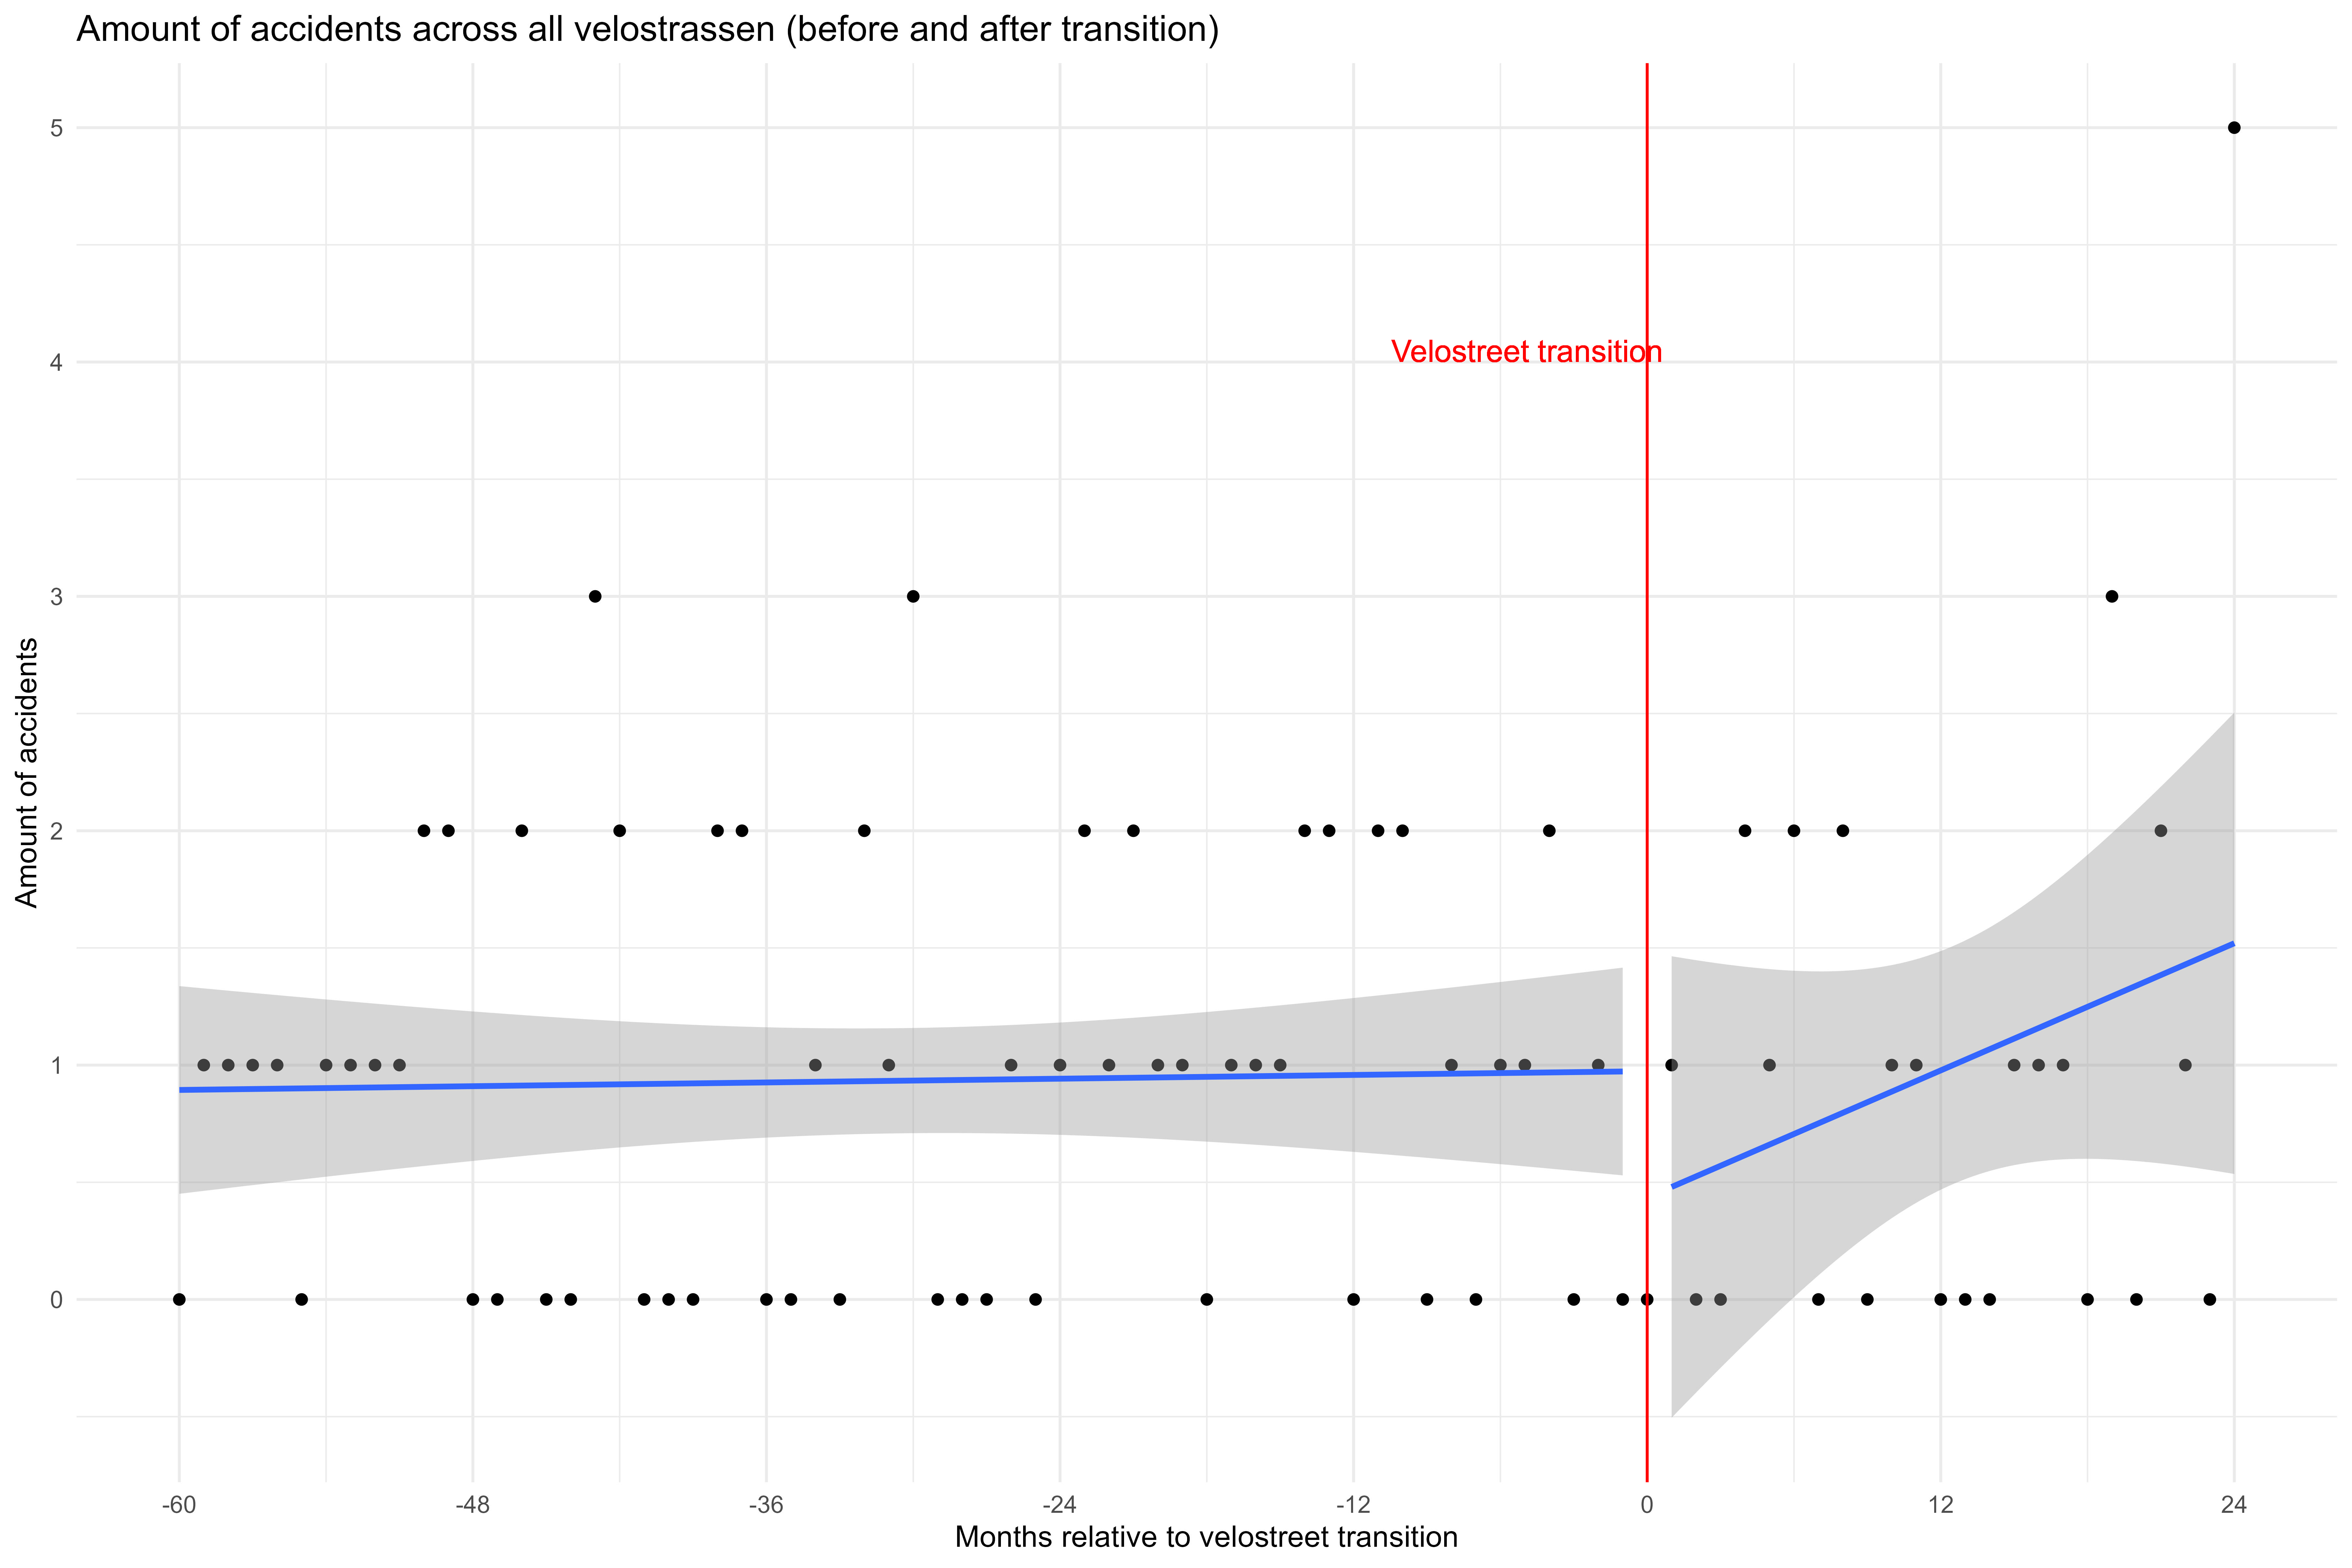 Amount of accidents across all velostrassen (before and after transition)
Amount of accidents
5
4
3
2
1
0
Velostreet transition
-60 -48 -36 -24 -12 0 12 24
Months relative to velostreet transition